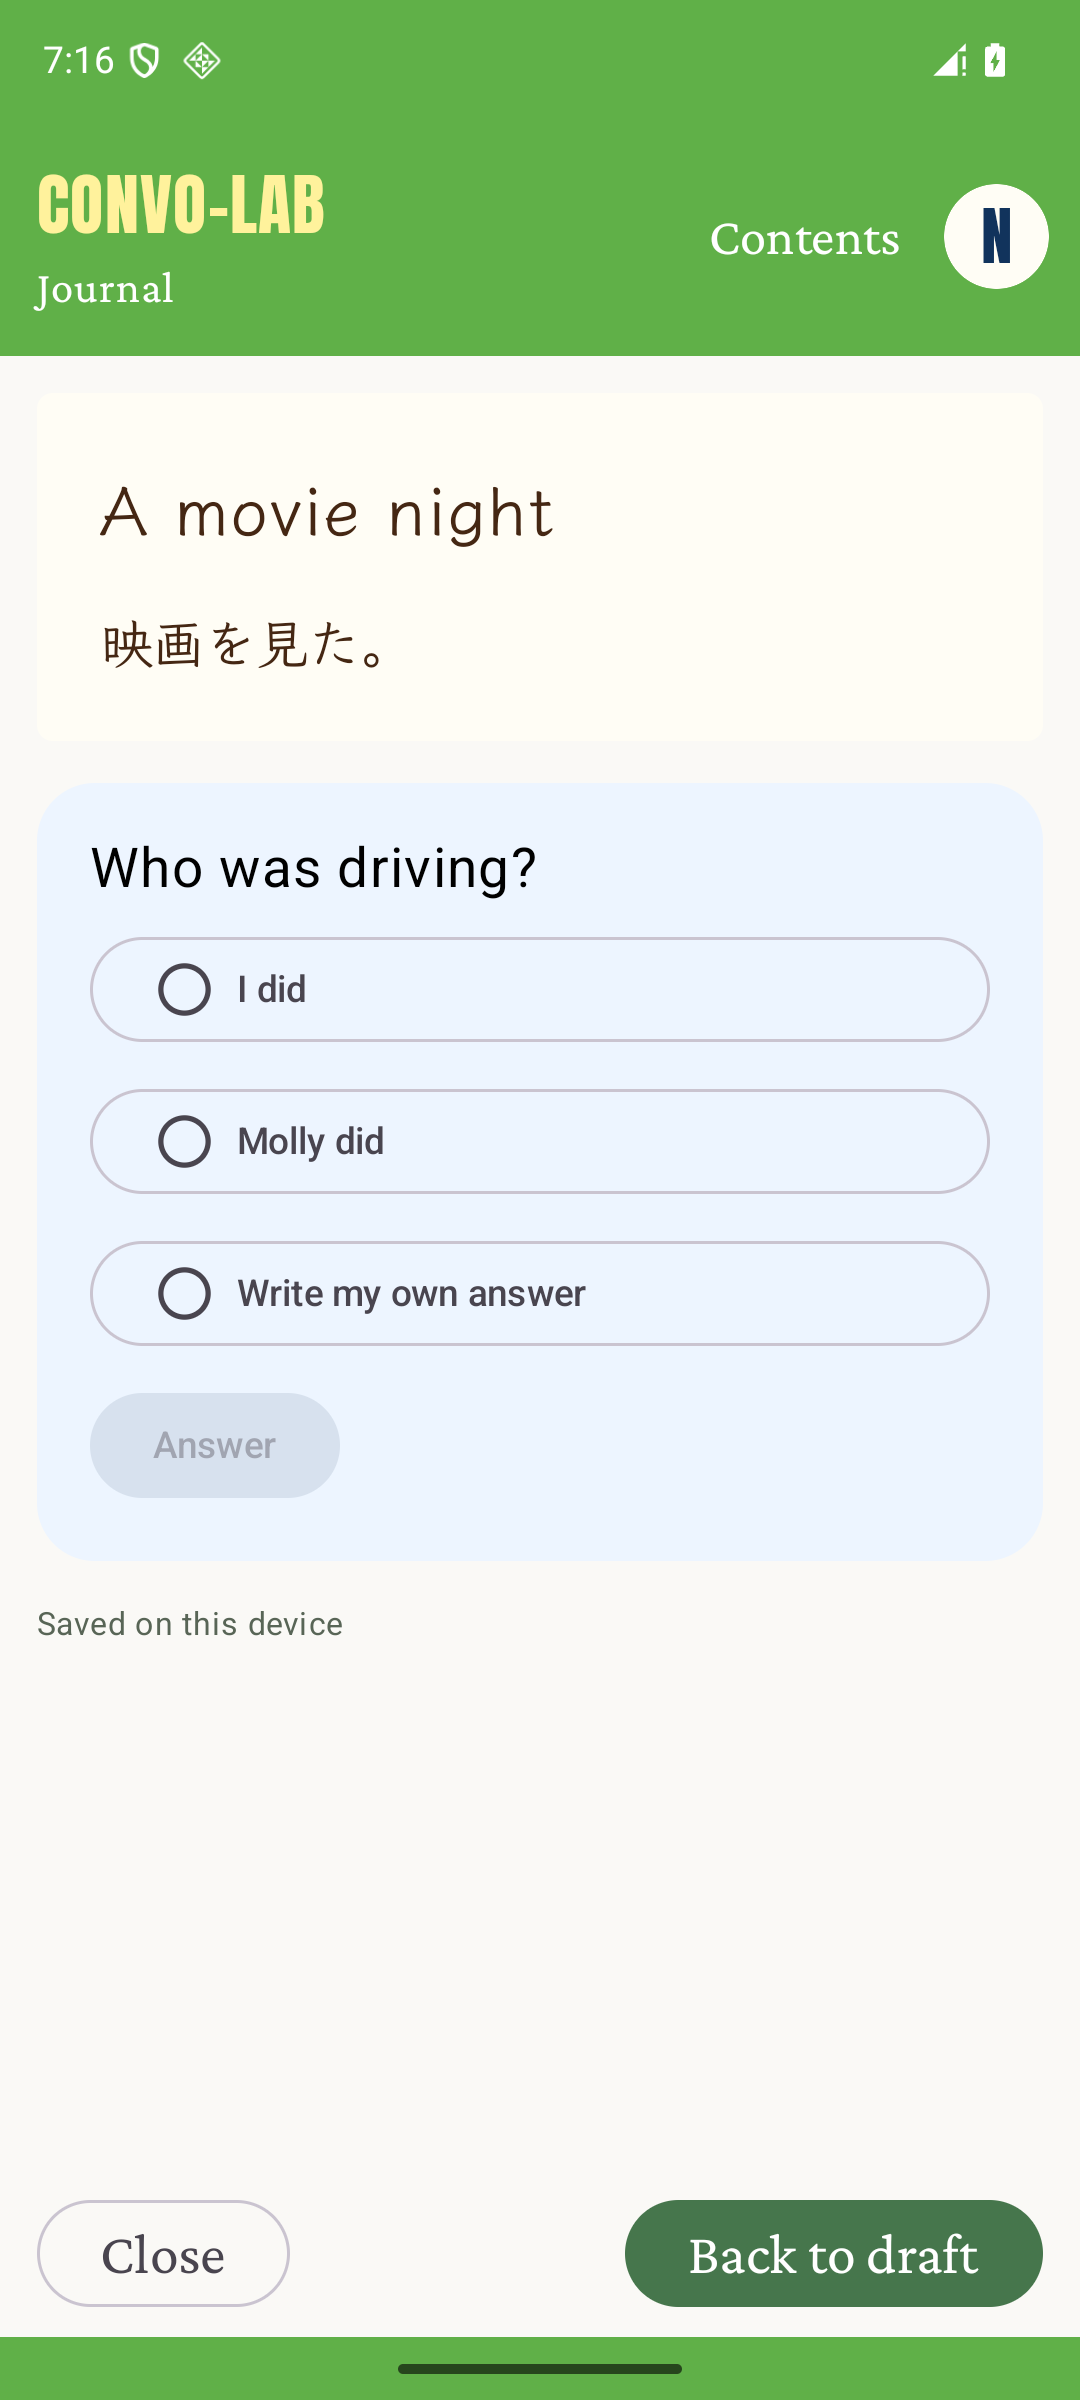 7:16
CONVO-LAB
Journal
Contents
N
A movie night
映画を見た。
Who was driving?
I did
Molly did
Write my own answer
Answer
Saved on this device
Close
Back to draft